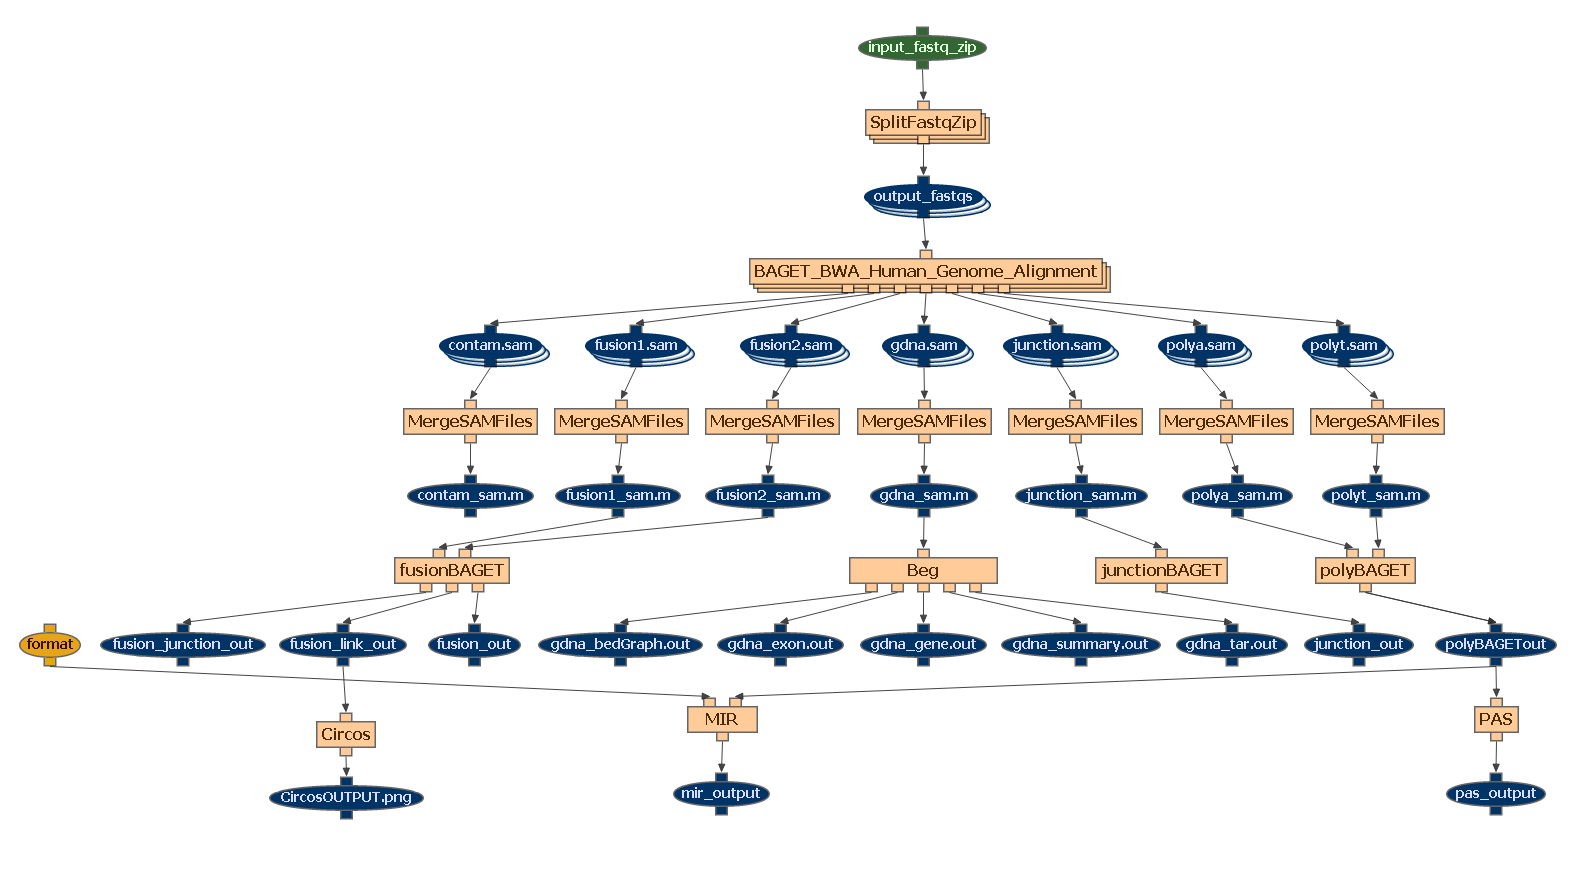 input_fastq_zip
SplitFastqZip
output_fastqs
BAGET_BWA_Human_Genome_Alignment
contam.sam
fusion1.sam
fusion2.sam
gdna.sam
junction.sam
polya.sam
polyt.sam
MergeSAMFiles
MergeSAMFiles
MergeSAMFiles
MergeSAMFiles
MergeSAMFiles
MergeSAMFiles
MergeSAMFiles
contam_sam.m
fusion1_sam.m
fusion2_sam.m
gdna_sam.m
junction_sam.m
polya_sam.m
polyt_sam.m
fusionBAGET
Beg
junctionBAGET
polyBAGET
format
fusion_junction_out
fusion_link_out
fusion_out
gdna_bedGraph.out
gdna_exon.out
gdna_gene.out
gdna_summary.out
gdna_tar.out
junction_out
polyBAGETout
Circos
MIR
PAS
CircosOUTPUT.png
mir_output
pas_output